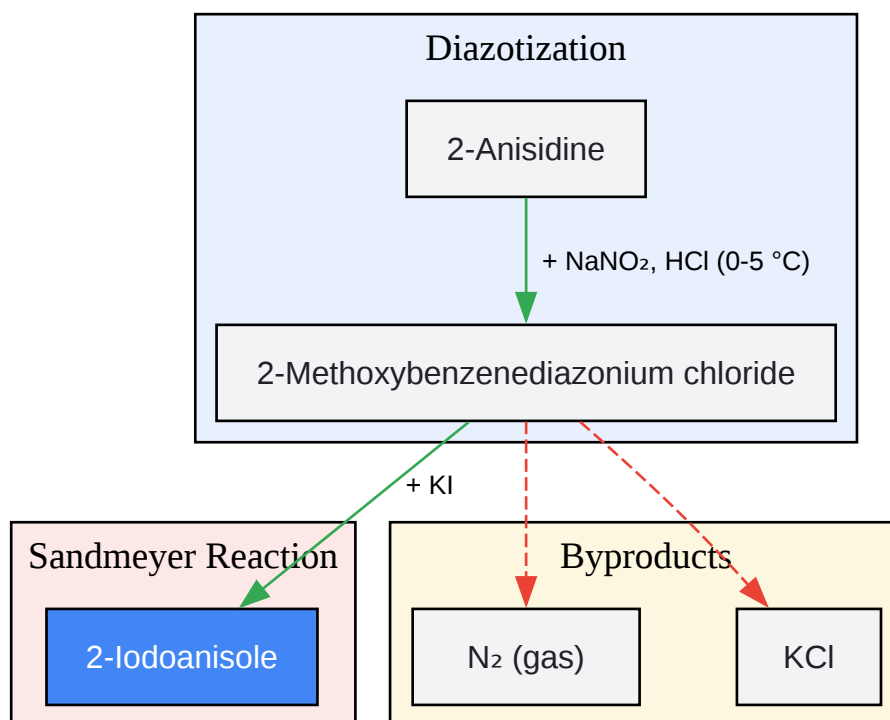 Diazotization
2-Anisidine
+ NaNO₂, HCl (0-5 °C)
2-Methoxybenzenediazonium chloride
+ KI
Sandmeyer Reaction
Byproducts
2-Iodoanisole
N₂ (gas)
KCl